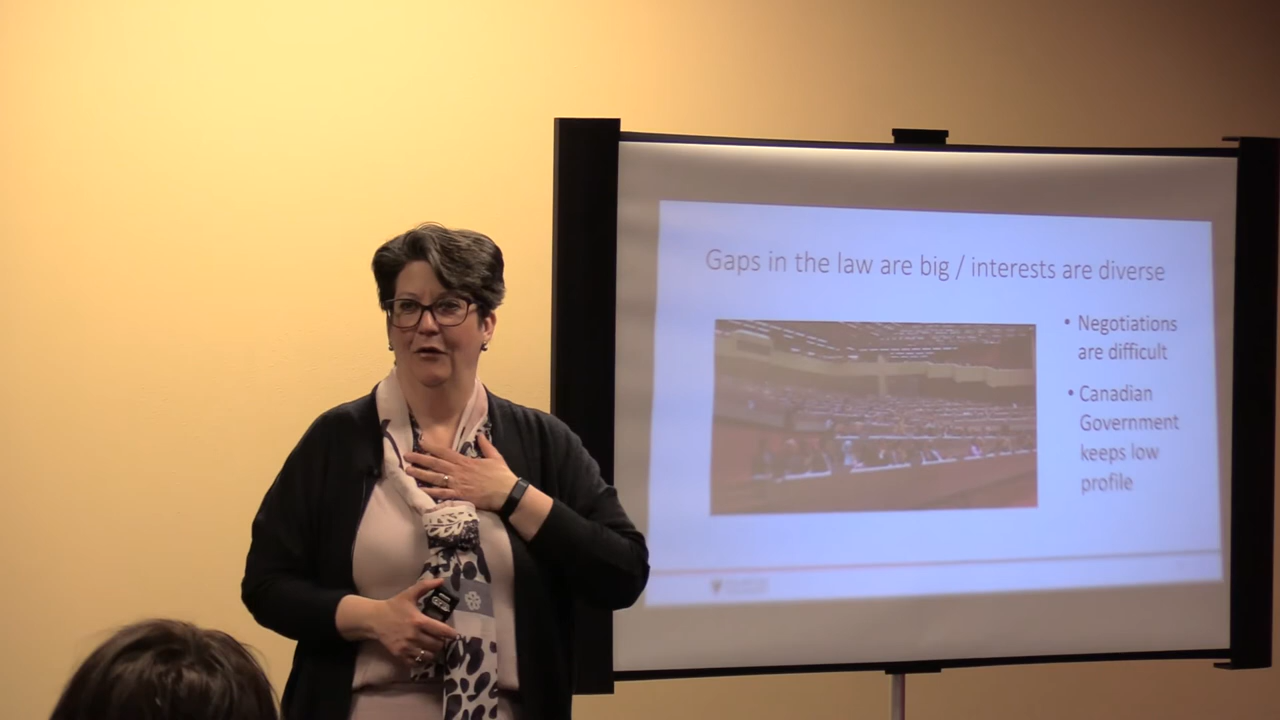 Gaps in the law are big / interests are diverse
• Negotiations
are difficult
• Canadian
Government
keeps low
profile